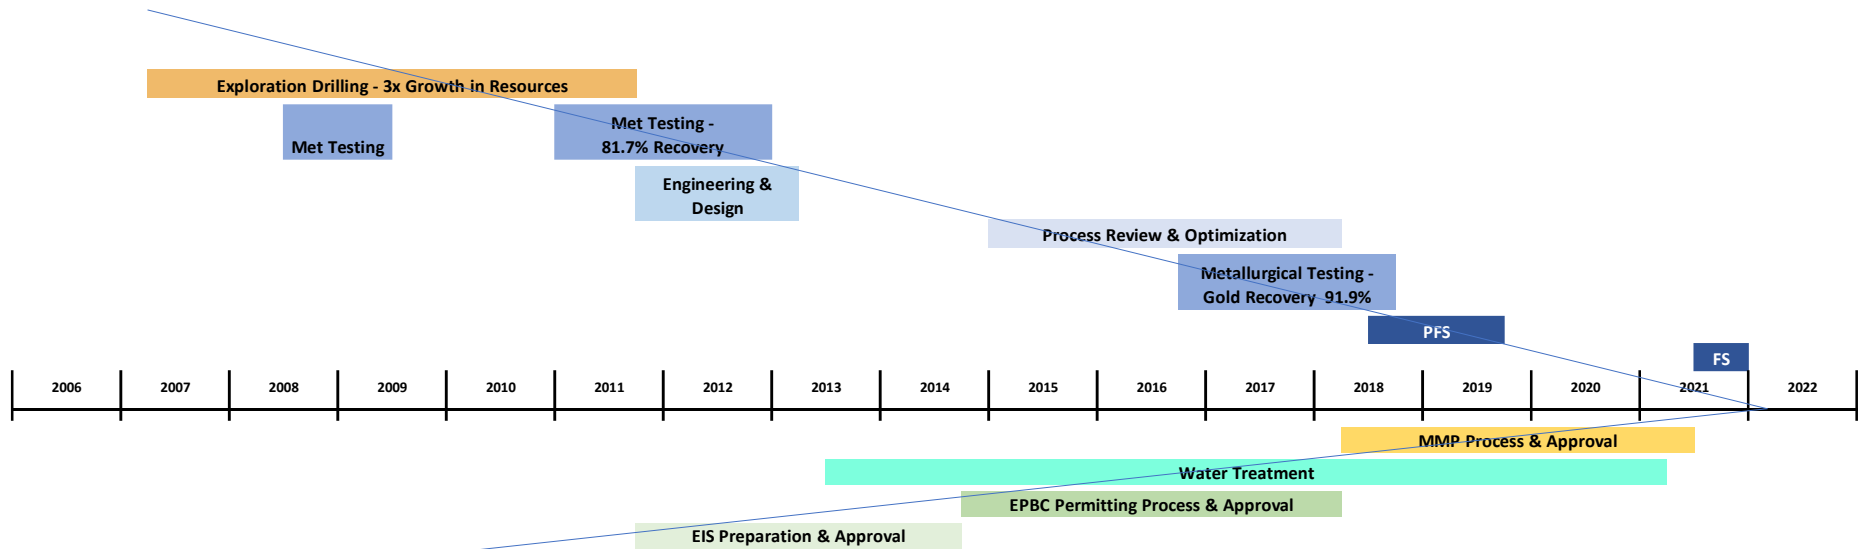 Exploration Drilling - 3x Growth in Resources
Met Testing
Met Testing -
81.7% Recovery
Engineering &
Design
Process Review & Optimization
Metallurgical Testing -
Gold Recovery 91.9%
PFS
FS
2006 2007 2008 2009 2010 2011 2012 2013 2014 2015 2016 2017 2018 2019 2020 2021 2022
MMP Process & Approval
Water Treatment
EPBC Permitting Process & Approval
EIS Preparation & Approval